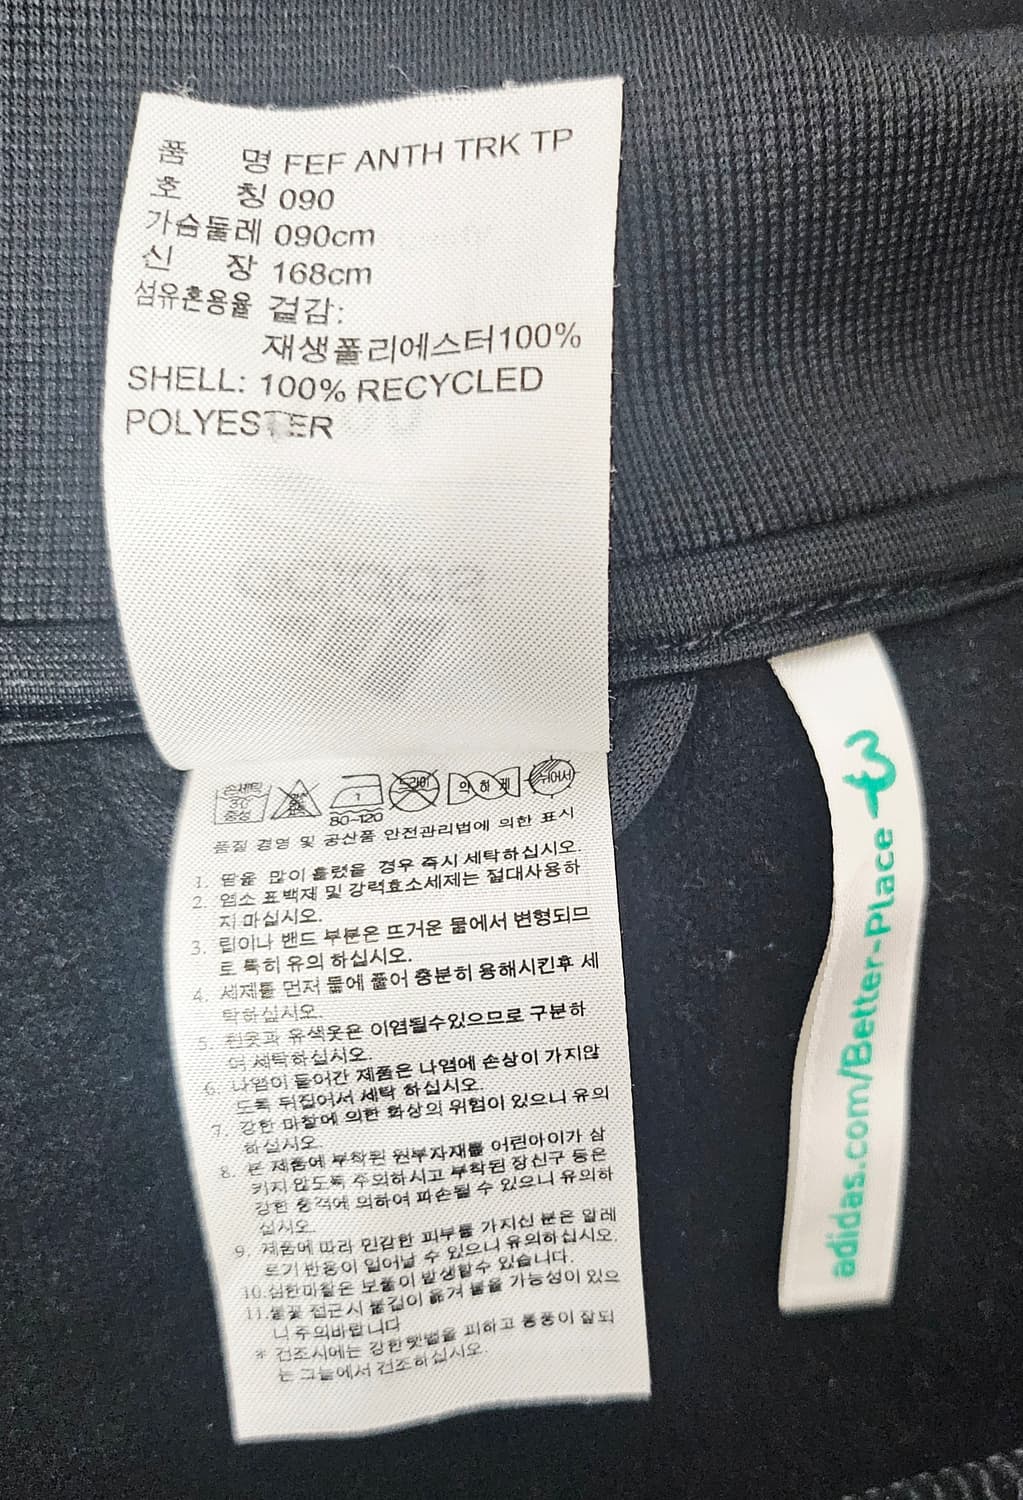 품 명 FEF ANTH TRK TP
호 칭 090
가슴둘레 090cm
신 장 168cm
섬유혼용율 겉감:
재생폴리에스터100%
SHELL: 100% RECYCLED
POLYESTER
손세탁
30
중성
1
80~120
드라이
약하게
뉘어서
품질 경영 및 공산품 안전관리법에 의한 표시
1. 땀을 많이 흘렸을 경우 즉시 세탁하십시오.
2. 염소 표백제 및 강력효소세제는 절대사용하
지 마십시오.
3. 립이나 밴드 부분은 뜨거운 물에서 변형되므
로 특히 유의 하십시오.
4. 세제를 먼저 물에 풀어 충분히 용해시킨후 세
탁하십시오.
5. 흰옷과 유색옷은 이염될수있으므로 구분하
여 세탁하십시오.
6. 나염이 들어간 제품은 나염에 손상이 가지않
도록 뒤집어서 세탁 하십시오.
7. 강한 마찰에 의한 화상의 위험이 있으니 유의
하십시오.
8. 본 제품에 부착된 원부자재를 어린아이가 삼
키지 않도록 주의하시고 부착된 장신구 등은
강한 충격에 의하여 파손될 수 있으니 유의하
십시오.
9. 제품에 따라 민감한 피부를 가지신 분은 알레
르기 반응이 일어날 수 있으니 유의하십시오.
10.심한마찰은 보풀이 발생할수 있습니다.
11.불꽃 접근시 불길이 옮겨 붙을 가능성이 있으
니 주의바랍니다
* 건조시에는 강한햇볕을 피하고 통풍이 잘되
는 그늘에서 건조하십시오.
adidas.com/Better-Place